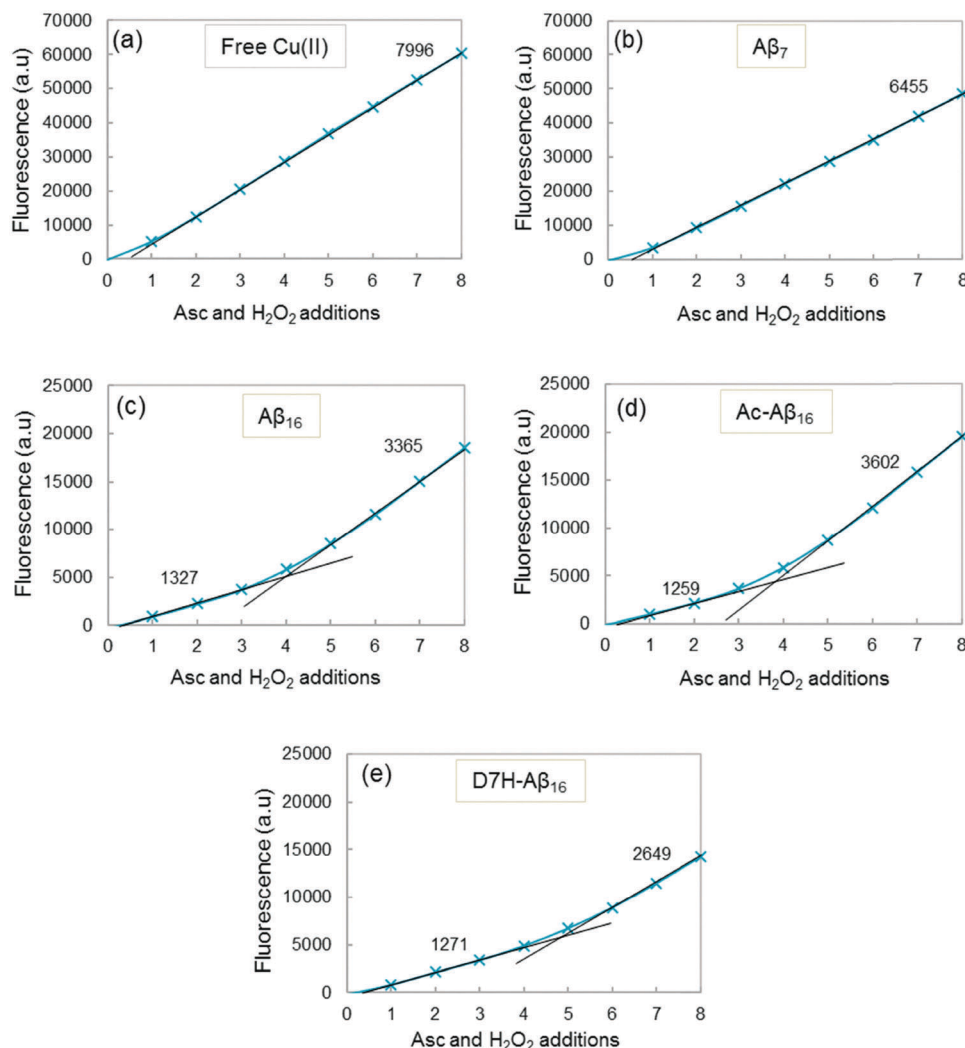 (a)
Free Cu(II)
7996
Fluorescence (a.u)
70000
60000
50000
40000
30000
20000
10000
0
0 1 2 3 4 5 6 7 8
Asc and H₂O₂ additions
(b)
Aβ₇
6455
Fluorescence (a.u)
70000
60000
50000
40000
30000
20000
10000
0
0 1 2 3 4 5 6 7 8
Asc and H₂O₂ additions
(c)
Aβ₁₆
3365
1327
Fluorescence (a.u)
25000
20000
15000
10000
5000
0
0 1 2 3 4 5 6 7 8
Asc and H₂O₂ additions
(d)
Ac-Aβ₁₆
3602
1259
Fluorescence (a.u)
25000
20000
15000
10000
5000
0
0 1 2 3 4 5 6 7 8
Asc and H₂O₂ additions
(e)
D7H-Aβ₁₆
2649
1271
Fluorescence (a.u)
25000
20000
15000
10000
5000
0
0 1 2 3 4 5 6 7 8
Asc and H₂O₂ additions